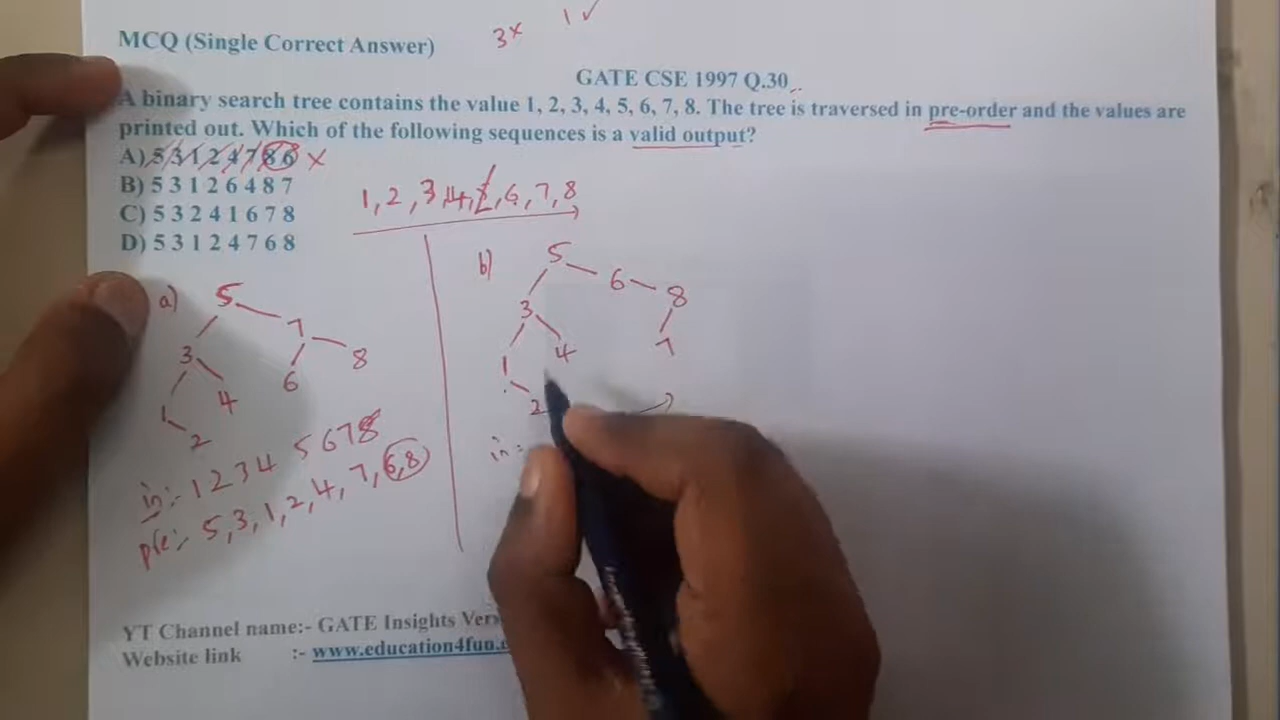 3 x 1 ✓
MCQ (Single Correct Answer)
GATE CSE 1997 Q.30
A binary search tree contains the value 1, 2, 3, 4, 5, 6, 7, 8. The tree is traversed in pre-order and the values are
printed out. Which of the following sequences is a valid output?
A) 5 3 1 2 4 7 8 6 x
B) 5 3 1 2 6 4 8 7
C) 5 3 2 4 1 6 7 8
D) 5 3 1 2 4 7 6 8
1, 2, 3, 4, 5, 6, 7, 8
a)
5
7
3
8
6
4
1
2
in:- 1 2 3 4 5 6 7 8
pre:- 5, 3, 1, 2, 4, 7, 6, 8
b)
5
6
8
3
7
4
1
2
in:
YT Channel name:- GATE Insights
Website link :- www.education4fun.